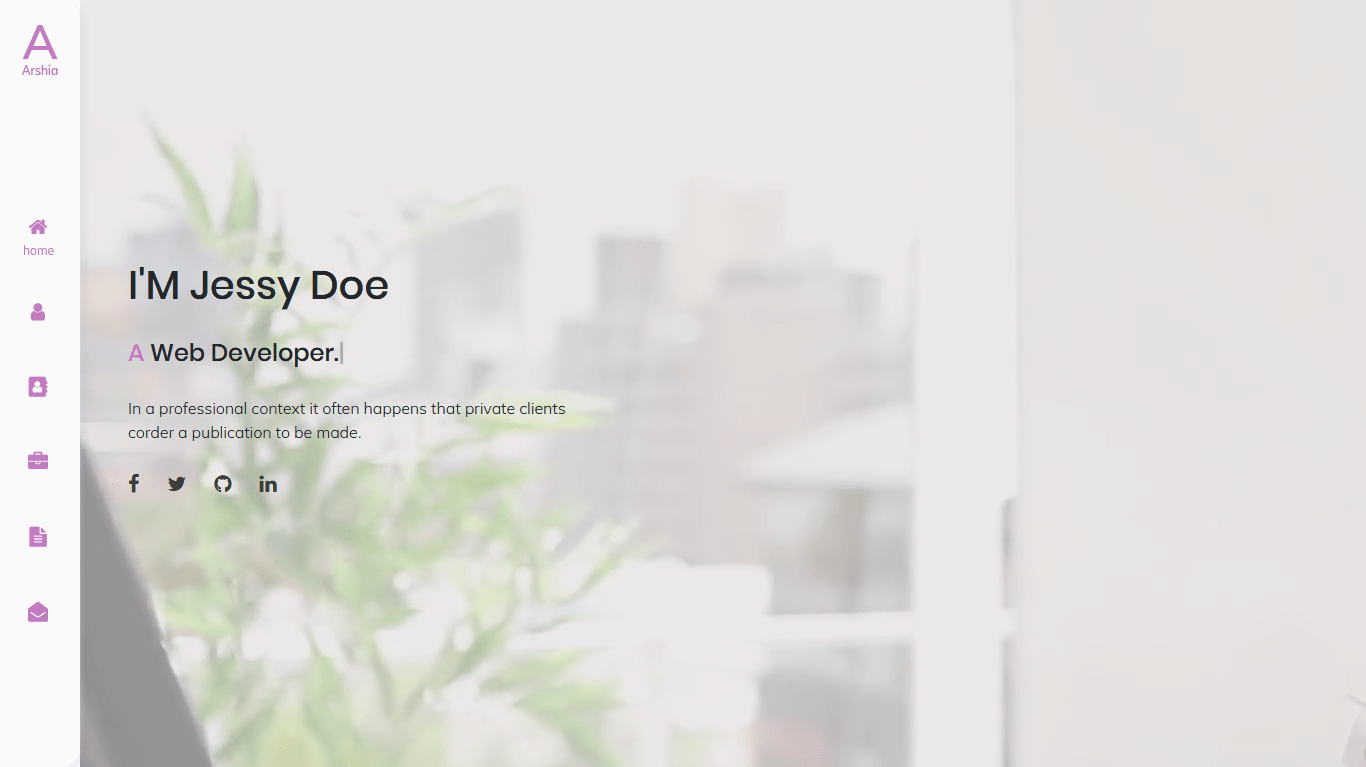 A
Arshia
home
I'M Jessy Doe
A Web Developer.|
In a professional context it often happens that private clients
corder a publication to be made.